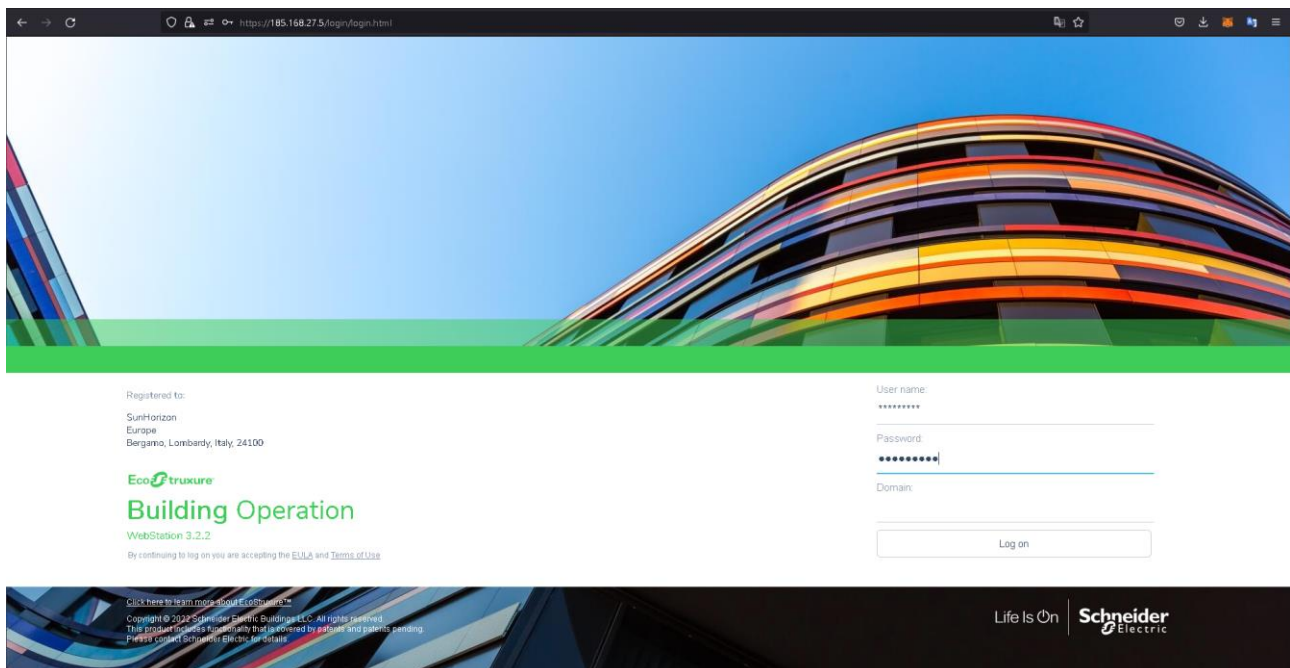 https://185.168.27.5/login/login.html
Registered to:
SunHorizon
Europe
Bergamo, Lombardy, Italy, 24100
EcoStruxure
Building Operation
WebStation 3.2.2
By continuing to log on you are accepting the EULA and Terms of Use
User name:
*********
Password:
●●●●●●●●●
Domain:
Log on
Click here to learn more about EcoStruxure™
Copyright © 2022 Schneider Electric Buildings LLC. All rights reserved.
This product includes functionality that is covered by patents and patents pending.
Please contact Schneider Electric for details.
Life Is On | Schneider Electric